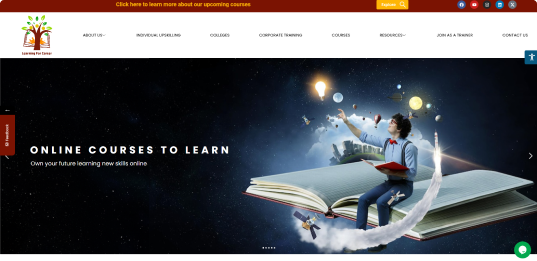 Click here to learn more about our upcoming courses
Explore
Learning For Career
ABOUT US
INDIVIDUAL UPSKILLING
COLLEGES
CORPORATE TRAINING
COURSES
RESOURCES
JOIN AS A TRAINER
CONTACT US
Feedback
ONLINE COURSES TO LEARN
Own your future learning new skills online